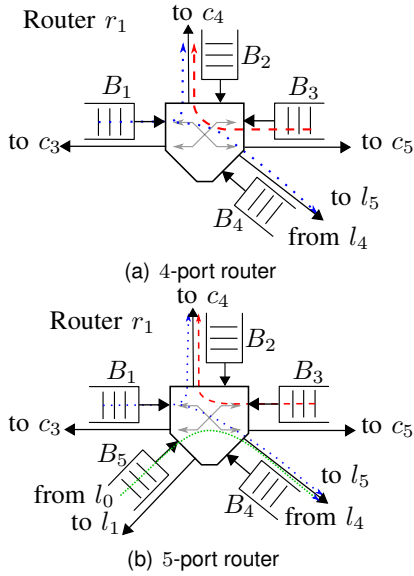 to c4
Router r1
B2
B1
B3
to c3
to c5
B4
to l5
from l4
(a) 4-port router
to c4
Router r1
B2
B1
B3
to c3
to c5
B5
to l5
from l0
B4
from l4
to l1
(b) 5-port router